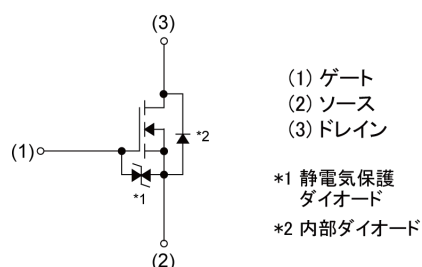 (3)
(1)
*2
*1
(2)
(1) ゲート
(2) ソース
(3) ドレイン
*1 静電気保護
ダイオード
*2 内部ダイオード